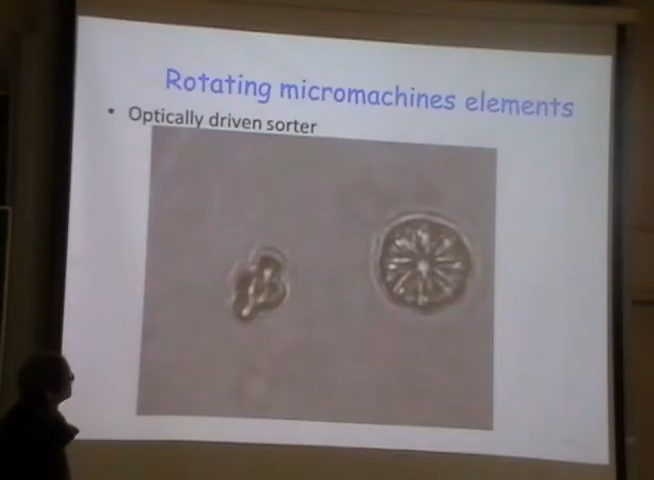 Rotating micromachines elements
• Optically driven sorter